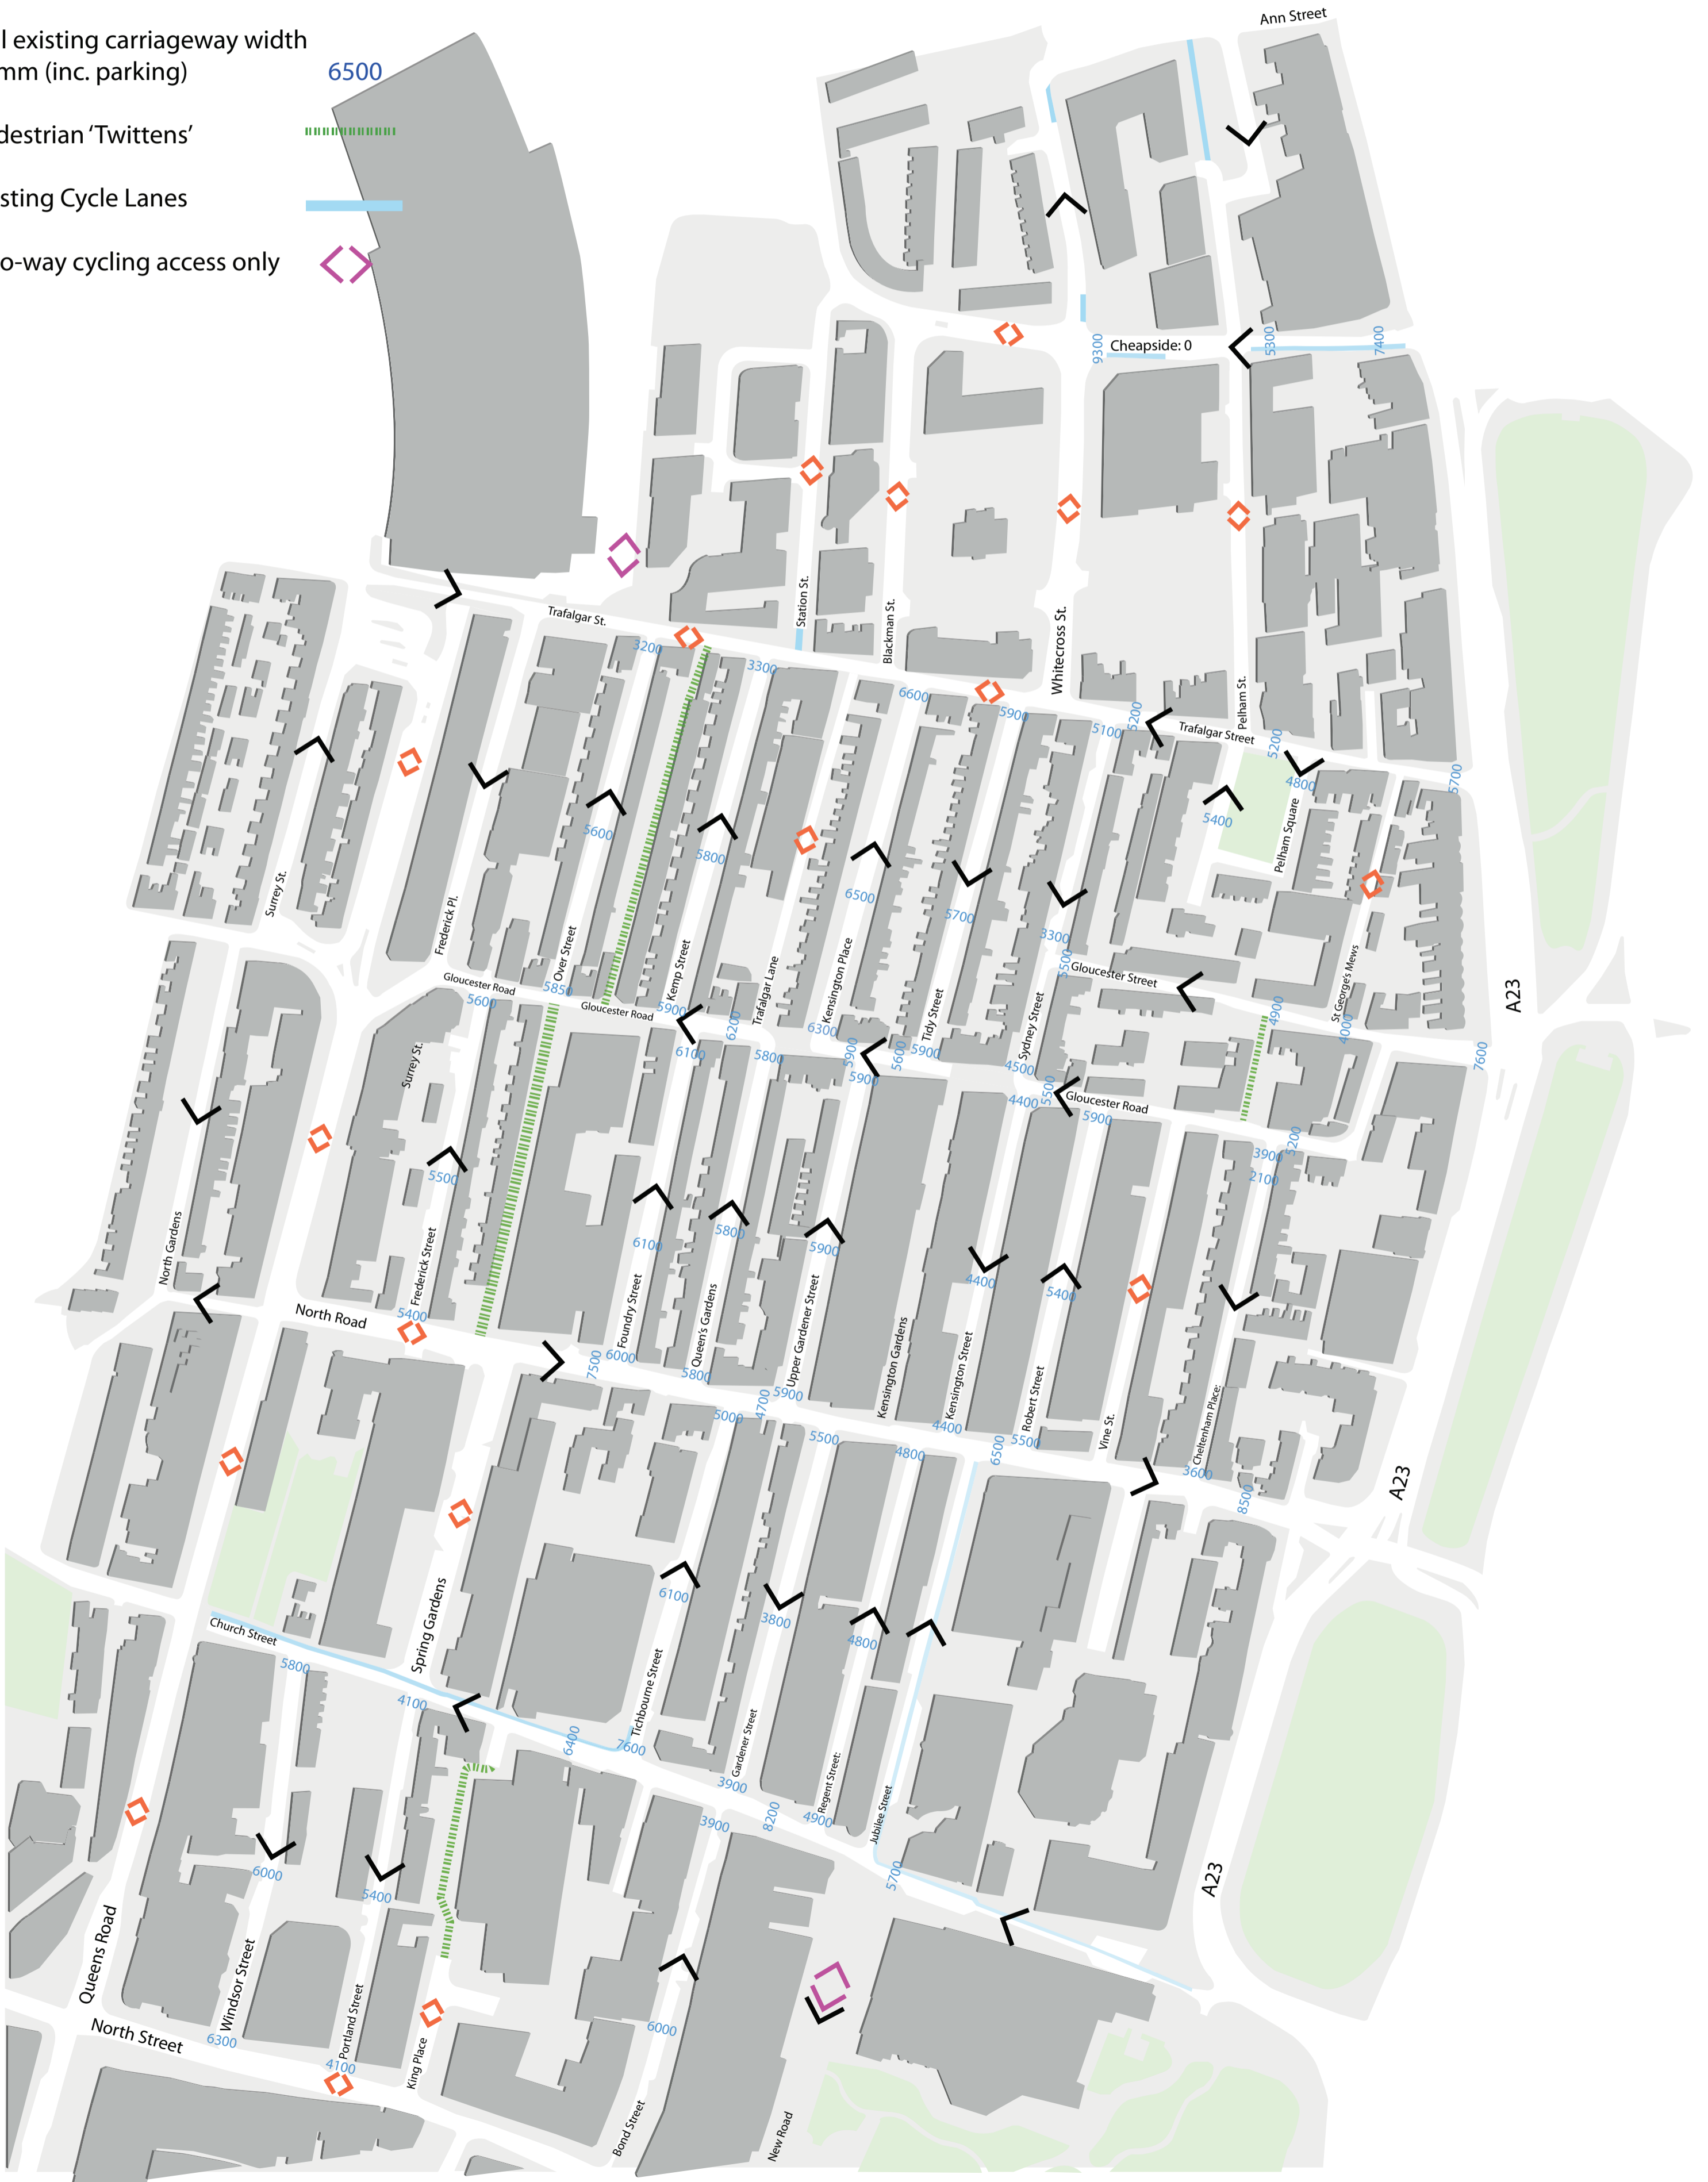 l existing carriageway width
mm (inc. parking)
6500
destrian ‘Twittens’
sting Cycle Lanes
o-way cycling access only
Ann Street
9300
Cheapside: 0
5300
7400
Trafalgar St.
3200
3300
Station St.
Blackman St.
Whitecross St.
6600
5900
5100
5200
Pelham St.
Trafalgar Street
5200
4800
5700
5400
Pelham Square
5600
5800
6500
5700
3300
5500
Surrey St.
Frederick Pl.
Over Street
Kemp Street
Trafalgar Lane
Kensington Place
Tidy Street
Sydney Street
Gloucester Street
St George's Mews
A23
Gloucester Road
5600
5850
Gloucester Road
5900
6100
6200
5800
6300
5900
5900
5600
5900
4500
4400
5500
Gloucester Road
5900
4900
4000
7600
Surrey St.
5500
3900
5200
2100
North Gardens
Frederick Street
5400
North Road
6100
5800
5900
4400
5400
Foundry Street
Queen's Gardens
Upper Gardener Street
Kensington Gardens
Kensington Street
Robert Street
Vine St.
Cheltenham Place:
7500
6000
5800
5900
5000
4700
5500
4800
4400
6500
5500
3600
8500
A23
Spring Gardens
6100
3800
4800
Church Street
5800
4100
6400
7600
Tichbourne Street
Gardener Street
Regent Street:
Jubilee Street
3900
3900
8200
4900
5700
A23
6000
5400
Queens Road
Windsor Street
Portland Street
King Place
North Street
6300
4100
6000
Bond Street
New Road